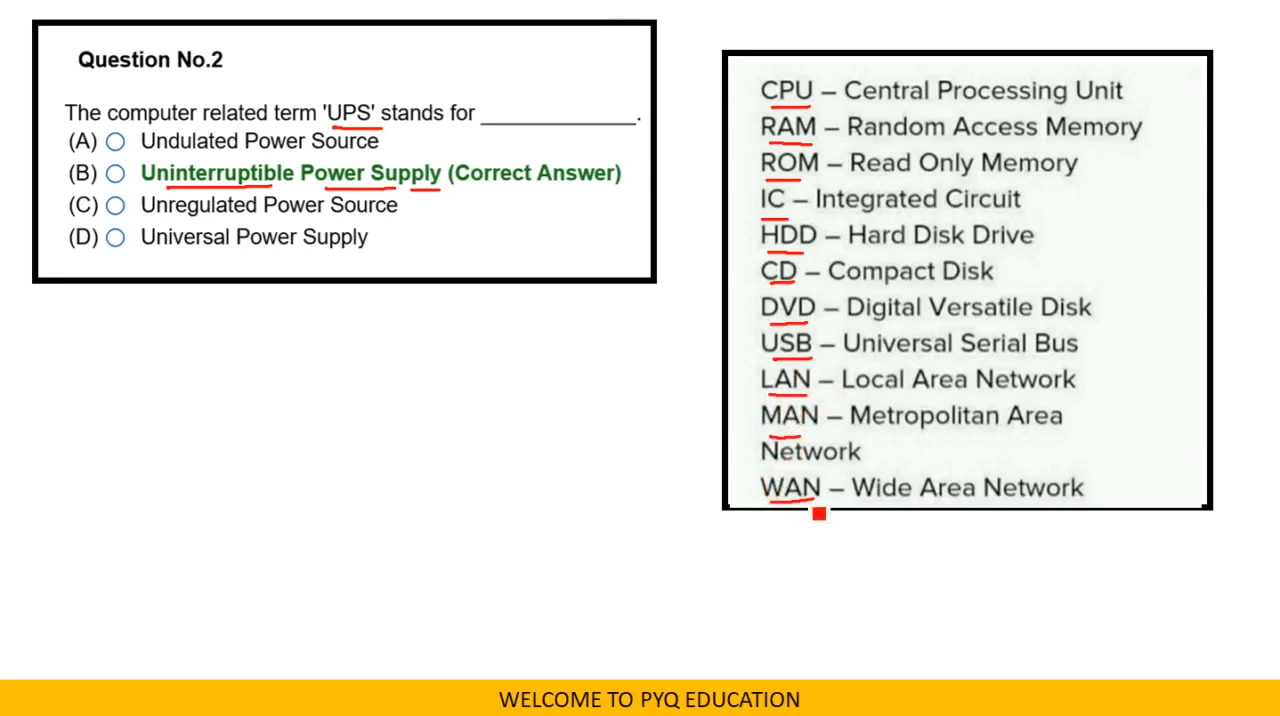 Question No.2
The computer related term 'UPS' stands for _____________.
(A) Undulated Power Source
(B) Uninterruptible Power Supply (Correct Answer)
(C) Unregulated Power Source
(D) Universal Power Supply
CPU – Central Processing Unit
RAM – Random Access Memory
ROM – Read Only Memory
IC – Integrated Circuit
HDD – Hard Disk Drive
CD – Compact Disk
DVD – Digital Versatile Disk
USB – Universal Serial Bus
LAN – Local Area Network
MAN – Metropolitan Area
Network
WAN – Wide Area Network
WELCOME TO PYQ EDUCATION